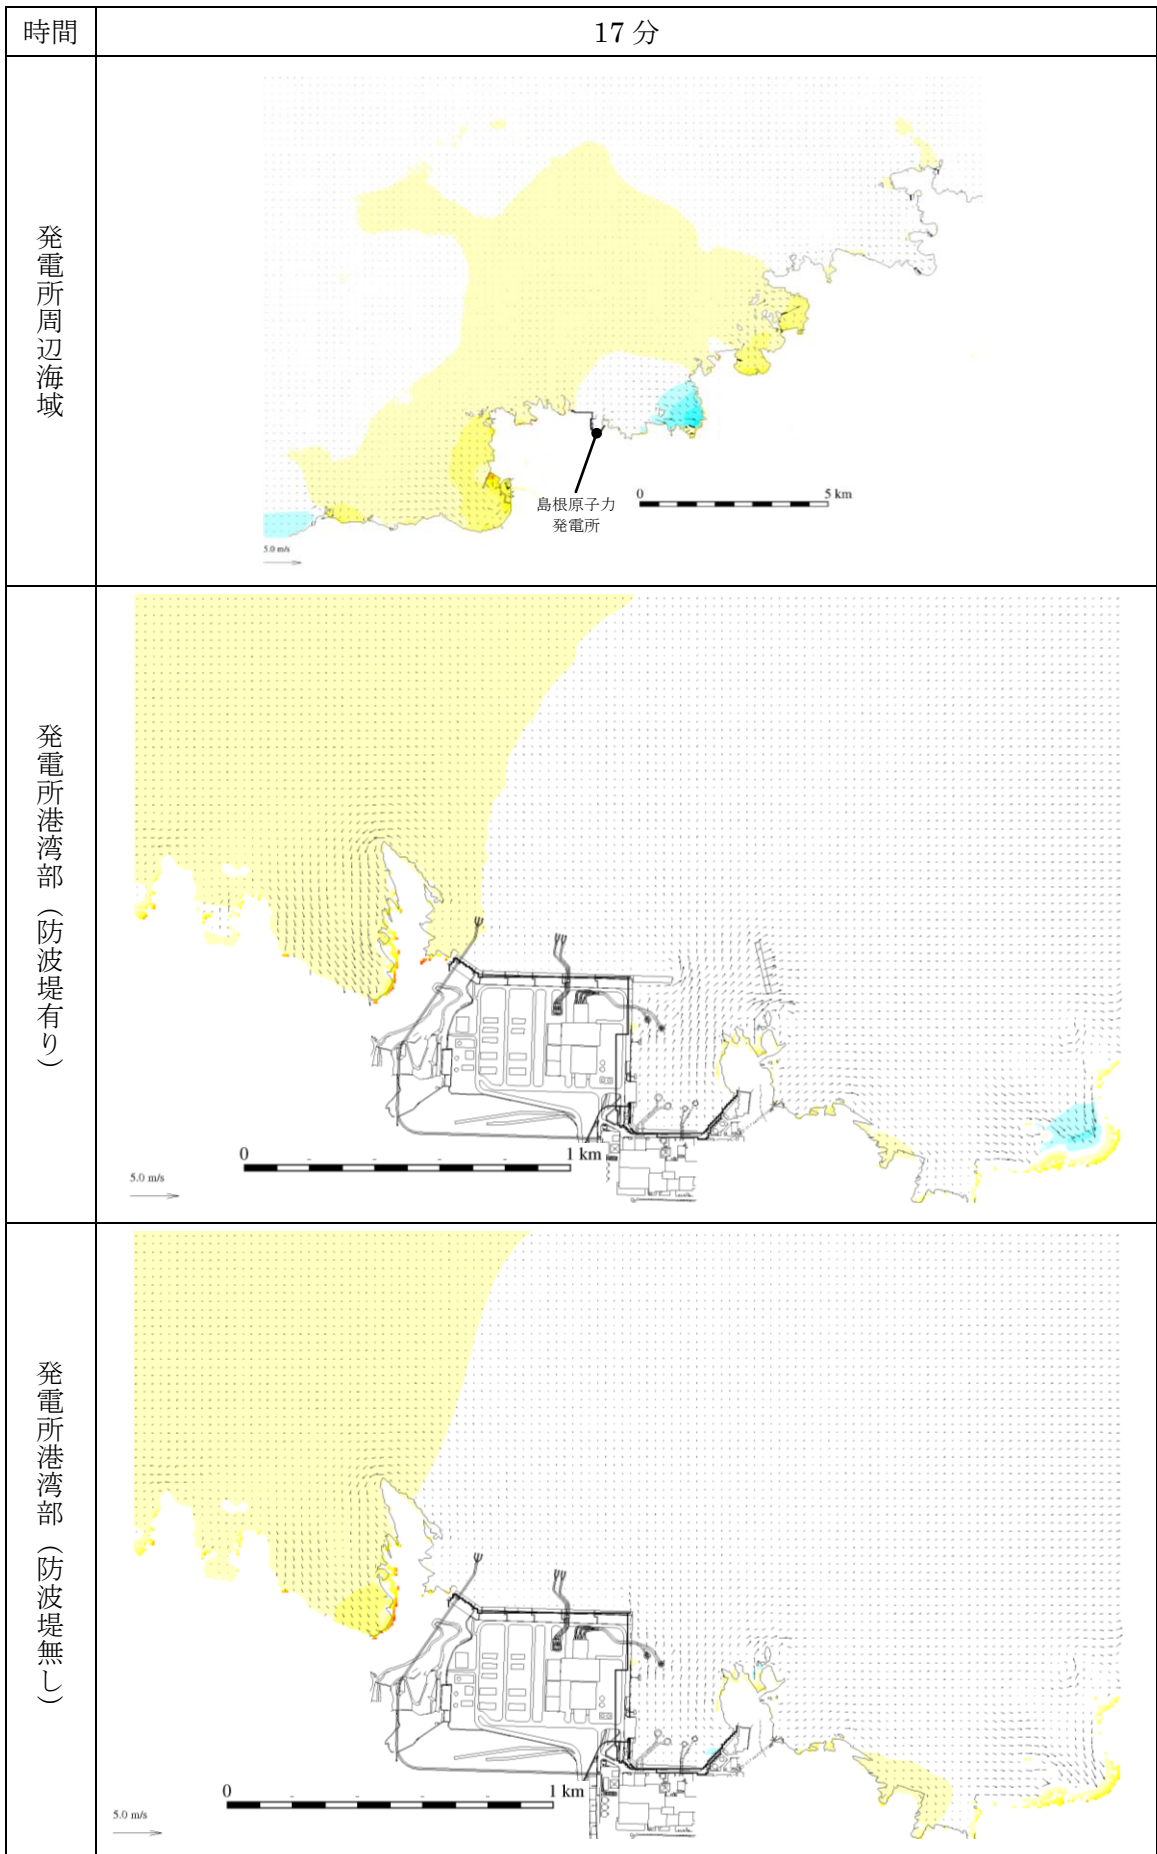 時間
17 分
発電所周辺海域
島根原子力
発電所
0 5 km
5.0 m/s
発電所港湾部（防波堤有り）
0 1 km
5.0 m/s
発電所港湾部（防波堤無し）
0 1 km
5.0 m/s